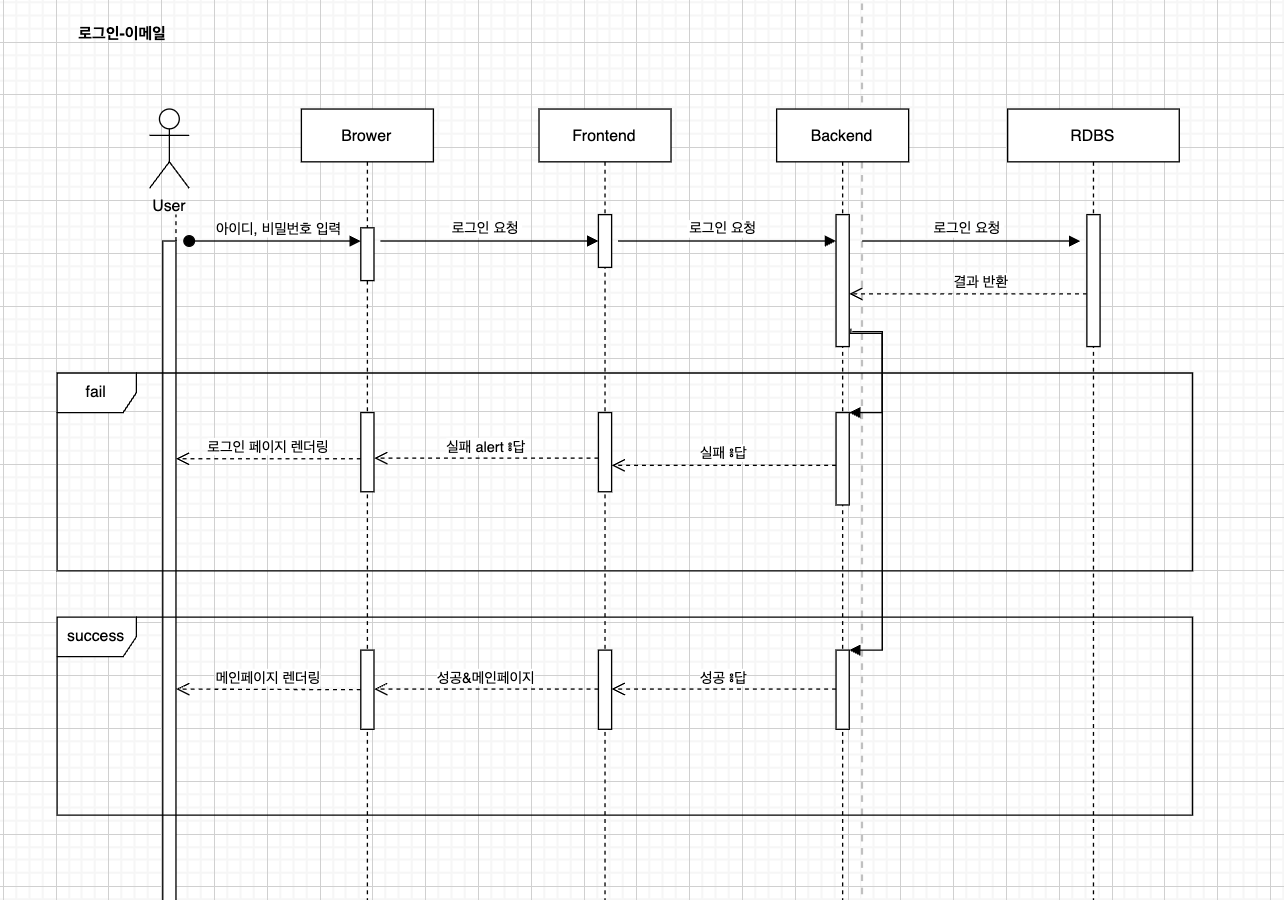 로그인-이메일
User
Brower
Frontend
Backend
RDBS
아이디, 비밀번호 입력
로그인 요청
로그인 요청
로그인 요청
결과 반환
fail
로그인 페이지 렌더링
실패 alert 응답
실패 응답
success
메인페이지 렌더링
성공&메인페이지
성공 응답